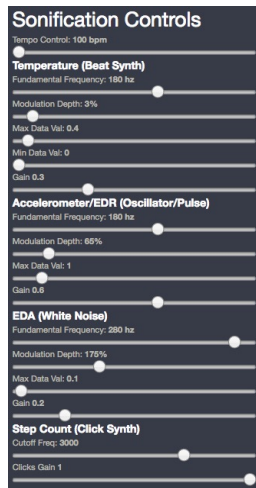 Sonification Controls
Tempo Control: 100 bpm
Temperature (Beat Synth)
Fundamental Frequency: 180 hz
Modulation Depth: 3%
Max Data Val: 0.4
Min Data Val: 0
Gain 0.3
Accelerometer/EDR (Oscillator/Pulse)
Fundamental Frequency: 180 hz
Modulation Depth: 65%
Max Data Val: 1
Gain 0.6
EDA (White Noise)
Fundamental Frequency: 280 hz
Modulation Depth: 175%
Max Data Val: 0.1
Gain 0.2
Step Count (Click Synth)
Cutoff Freq: 3000
Clicks Gain 1